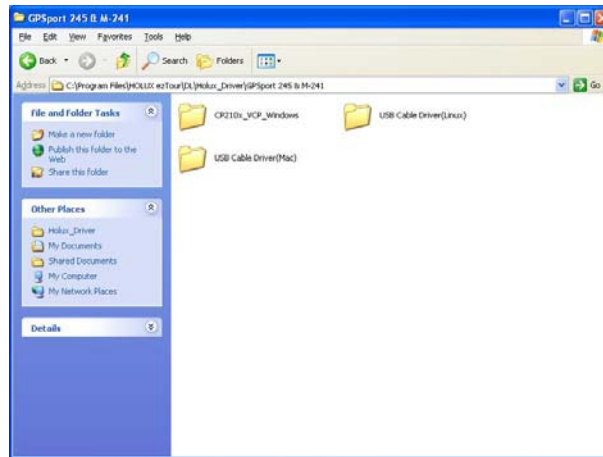 GPSport 245 & M-241
File Edit View Favorites Tools Help
Back Search Folders
Address C:\Program Files\HOLUX ezTour\DL\Holux_Driver\GPSport 245 & M-241 Go
File and Folder Tasks
Make a new folder
Publish this folder to the
Web
Share this folder
Other Places
Holux_Driver
My Documents
Shared Documents
My Computer
My Network Places
Details
CP210x_VCP_Windows
USB Cable Driver(Linux)
USB Cable Driver(Mac)